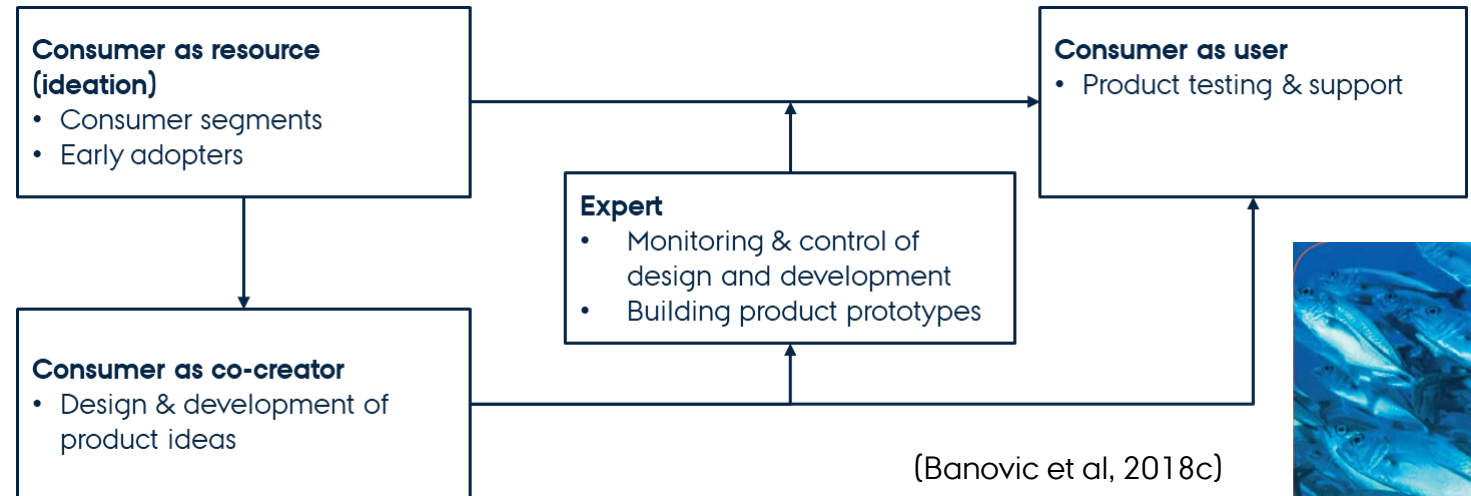 Consumer as resource
(ideation)
• Consumer segments
• Early adopters
Consumer as user
• Product testing & support
Expert
• Monitoring & control of
design and development
• Building product prototypes
Consumer as co-creator
• Design & development of
product ideas
(Banovic et al, 2018c)